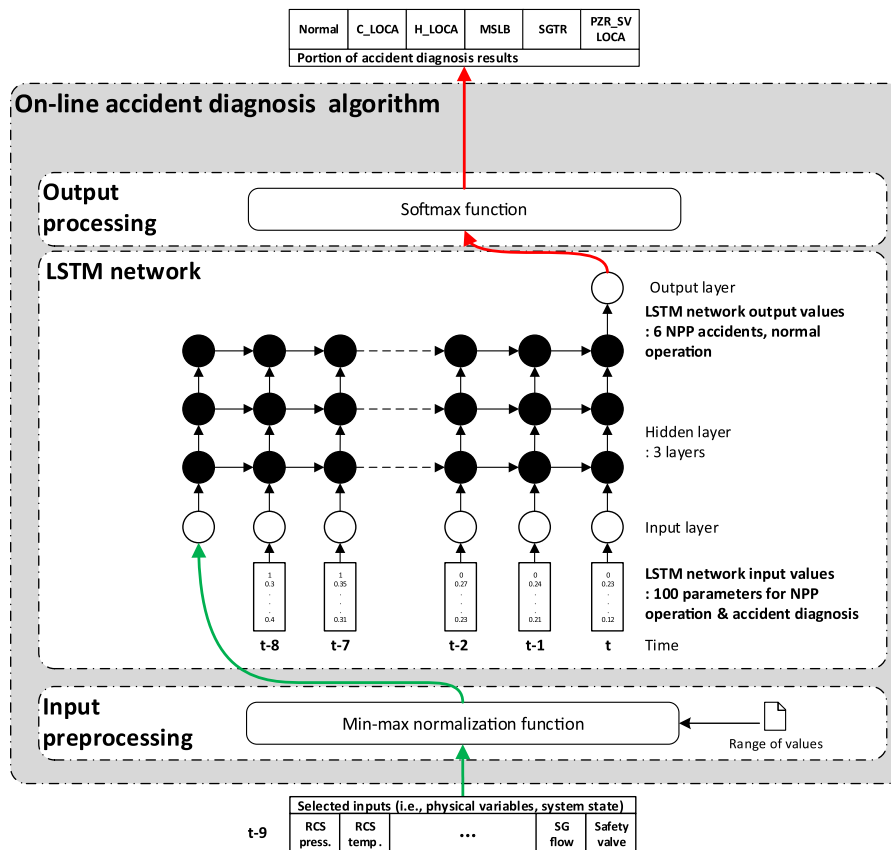 Normal C_LOCA H_LOCA MSLB SGTR PZR_SV LOCA
Portion of accident diagnosis results
On-line accident diagnosis algorithm
Output
processing
Softmax function
LSTM network
Output layer
LSTM network output values
: 6 NPP accidents, normal
operation
Hidden layer
: 3 layers
Input layer
1 1 0 0 0
0.3 0.35 0.27 0.24 0.23
. . . . .
. . . . .
. . . . .
0.4 0.31 0.23 0.21 0.12
LSTM network input values
: 100 parameters for NPP
operation & accident diagnosis
t-8 t-7 t-2 t-1 t Time
Input
preprocessing
Min-max normalization function
Range of values
Selected inputs (i.e., physical variables, system state)
t-9
RCS press. RCS temp. ... SG flow Safety valve